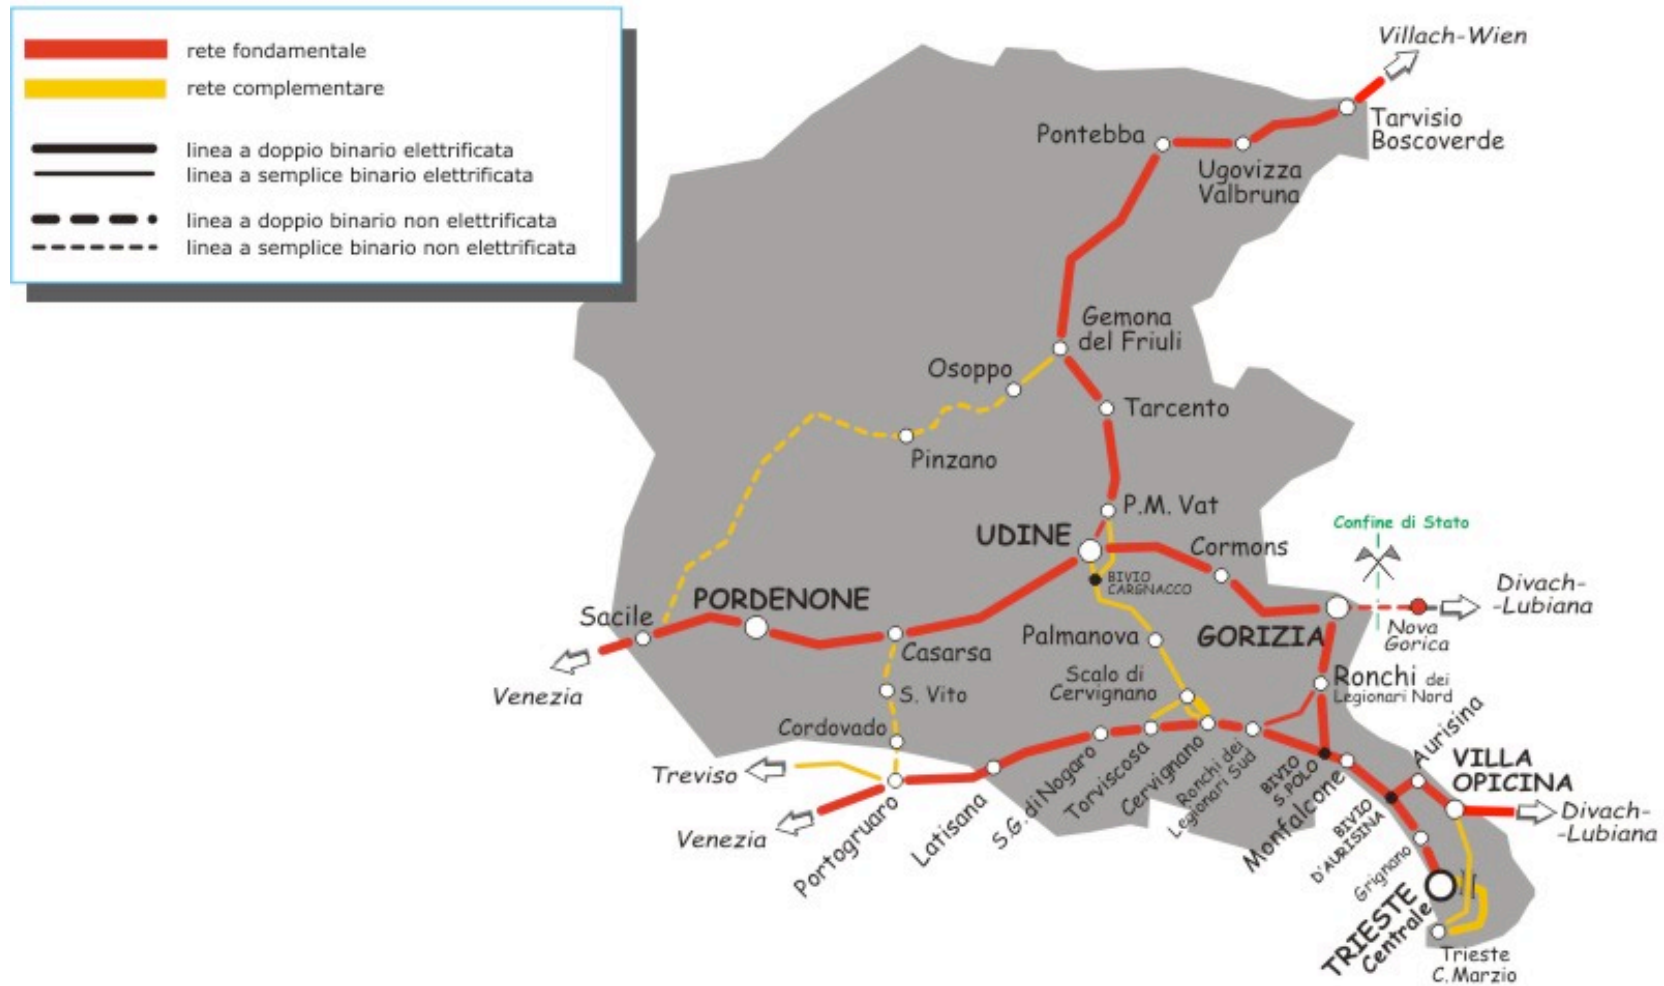 rete fondamentale
rete complementare
linea a doppio binario elettrificata
linea a semplice binario elettrificata
linea a doppio binario non elettrificata
linea a semplice binario non elettrificata
Villach-Wien
Tarvisio
Boscoverde
Pontebba
Ugovizza
Valbruna
Gemona
del Friuli
Osoppo
Tarcento
Pinzano
P.M. Vat
Confine di Stato
UDINE
Cormons
BIVIO
CARGNACCO
Divach-
-Lubiana
PORDENONE
Sacile
Palmanova
GORIZIA
Nova
Gorica
Casarsa
Venezia
Scalo di
Cervignano
Ronchi dei
Legionari Nord
S. Vito
Cordovado
Aurisina
VILLA
OPICINA
Treviso
Venezia
Portogruaro
Latisana
S.G. di Nogaro
Torviscosa
Cervignano
Ronchi dei
Legionari Sud
BIVIO
S.POLO
Monfalcone
BIVIO
D'AURISINA
Grignano
Divach-
-Lubiana
TRIESTE
Centrale
Trieste
C.Marzio